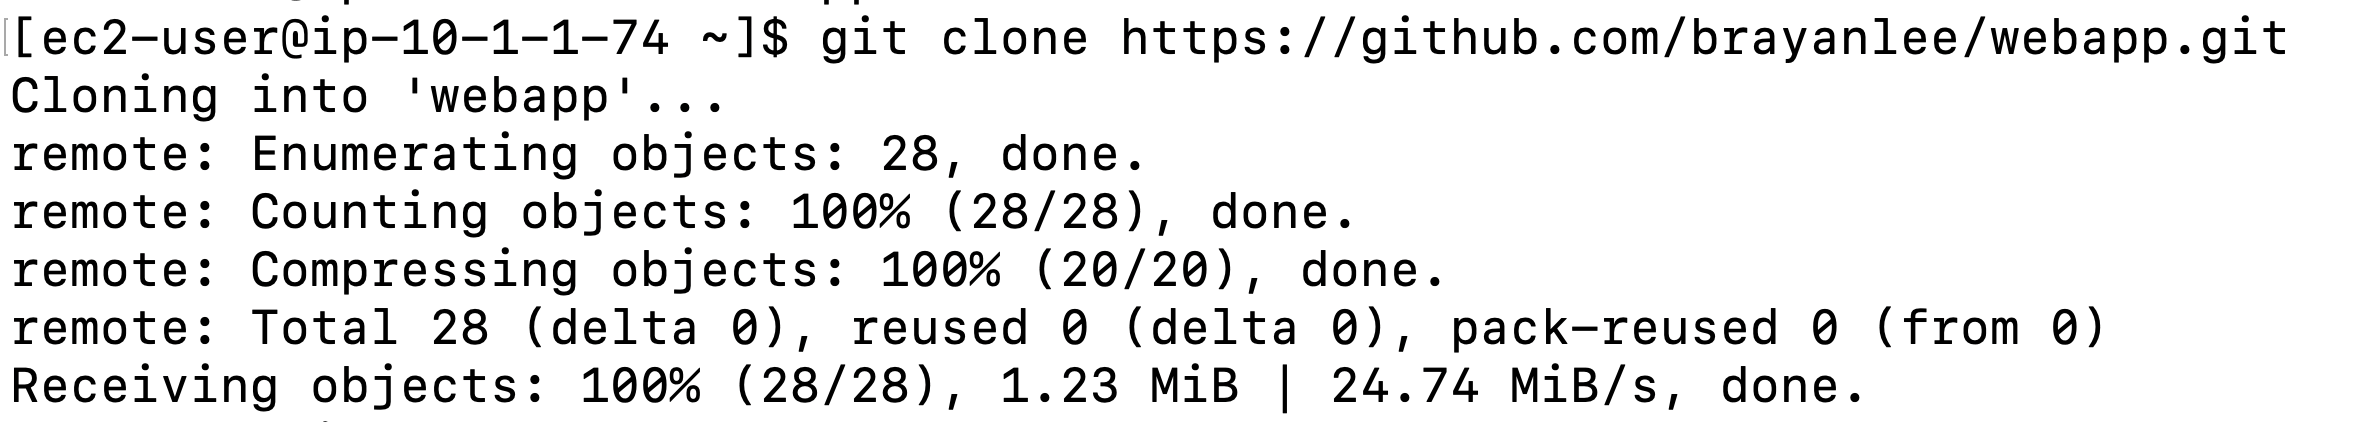 [ec2-user@ip-10-1-1-74 ~]$ git clone https://github.com/brayanlee/webapp.git
Cloning into 'webapp'...
remote: Enumerating objects: 28, done.
remote: Counting objects: 100% (28/28), done.
remote: Compressing objects: 100% (20/20), done.
remote: Total 28 (delta 0), reused 0 (delta 0), pack-reused 0 (from 0)
Receiving objects: 100% (28/28), 1.23 MiB | 24.74 MiB/s, done.